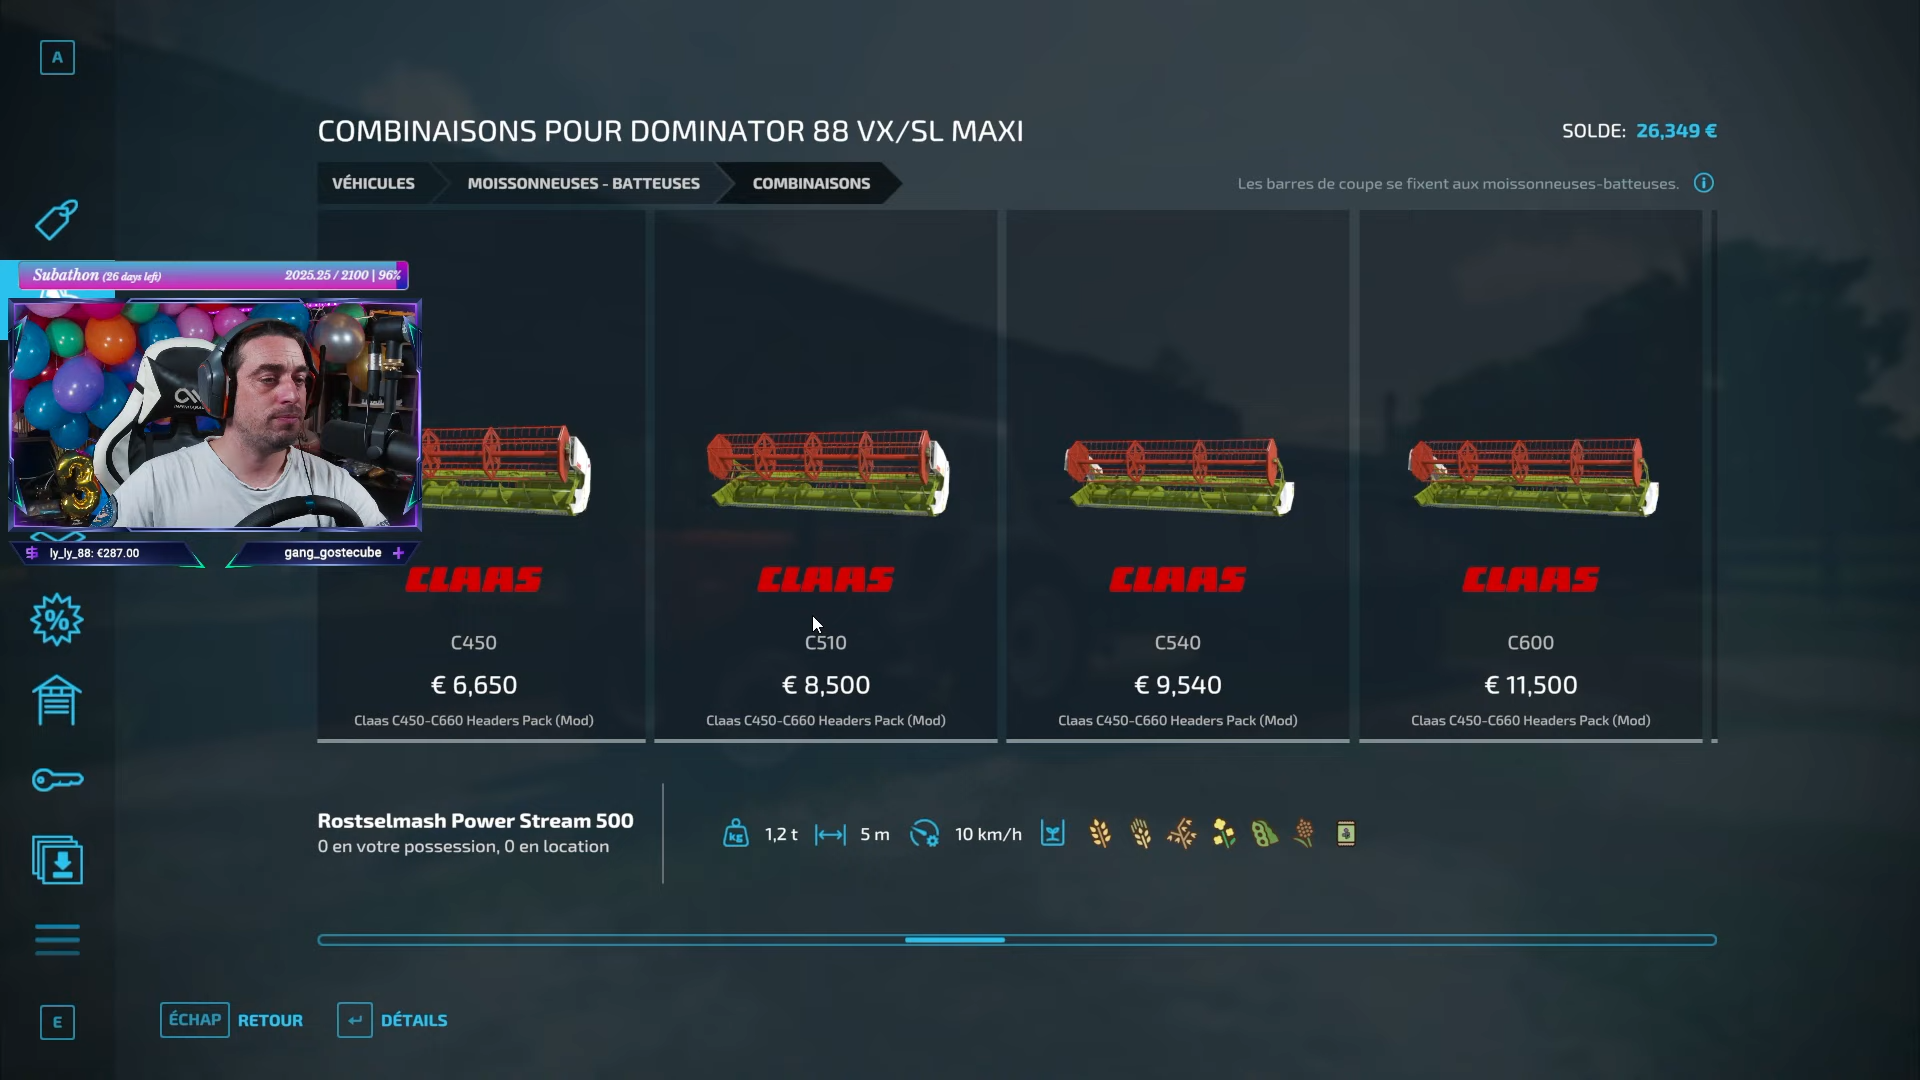 A
COMBINAISONS POUR DOMINATOR 88 VX/SL MAXI
SOLDE: 26,349 €
VÉHICULES
MOISSONNEUSES - BATTEUSES
COMBINAISONS
Les barres de coupe se fixent aux moissonneuses-batteuses.
Subathon (26 days left)
2025.25 / 2100 | 96%
3
ly_ly_88: €287.00
gang_gostecube
CLAAS
C450
€ 6,650
Claas C450-C660 Headers Pack (Mod)
CLAAS
C510
€ 8,500
Claas C450-C660 Headers Pack (Mod)
CLAAS
C540
€ 9,540
Claas C450-C660 Headers Pack (Mod)
CLAAS
C600
€ 11,500
Claas C450-C660 Headers Pack (Mod)
Rostselmash Power Stream 500
0 en votre possession, 0 en location
kg
1,2 t
5 m
10 km/h
E
ÉCHAP RETOUR
DÉTAILS